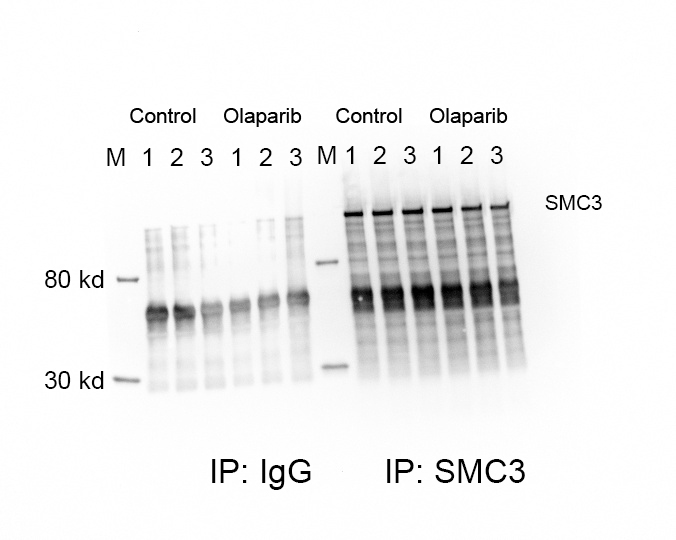 Control Olaparib Control Olaparib
M 1 2 3 1 2 3 M 1 2 3 1 2 3
SMC3
80 kd
30 kd
IP: IgG IP: SMC3